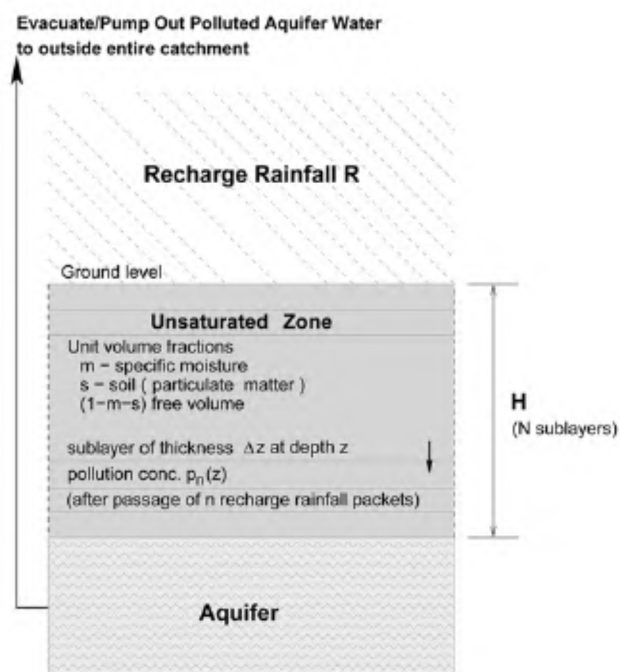 Evacuate/Pump Out Polluted Aquifer Water
to outside entire catchment
Recharge Rainfall R
Ground level
Unsaturated Zone
Unit volume fractions
m − specific moisture
s − soil ( particulate matter )
(1−m−s) free volume
H
(N sublayers)
sublayer of thickness Δz at depth z
pollution conc. pₙ(z)
(after passage of n recharge rainfall packets)
Aquifer